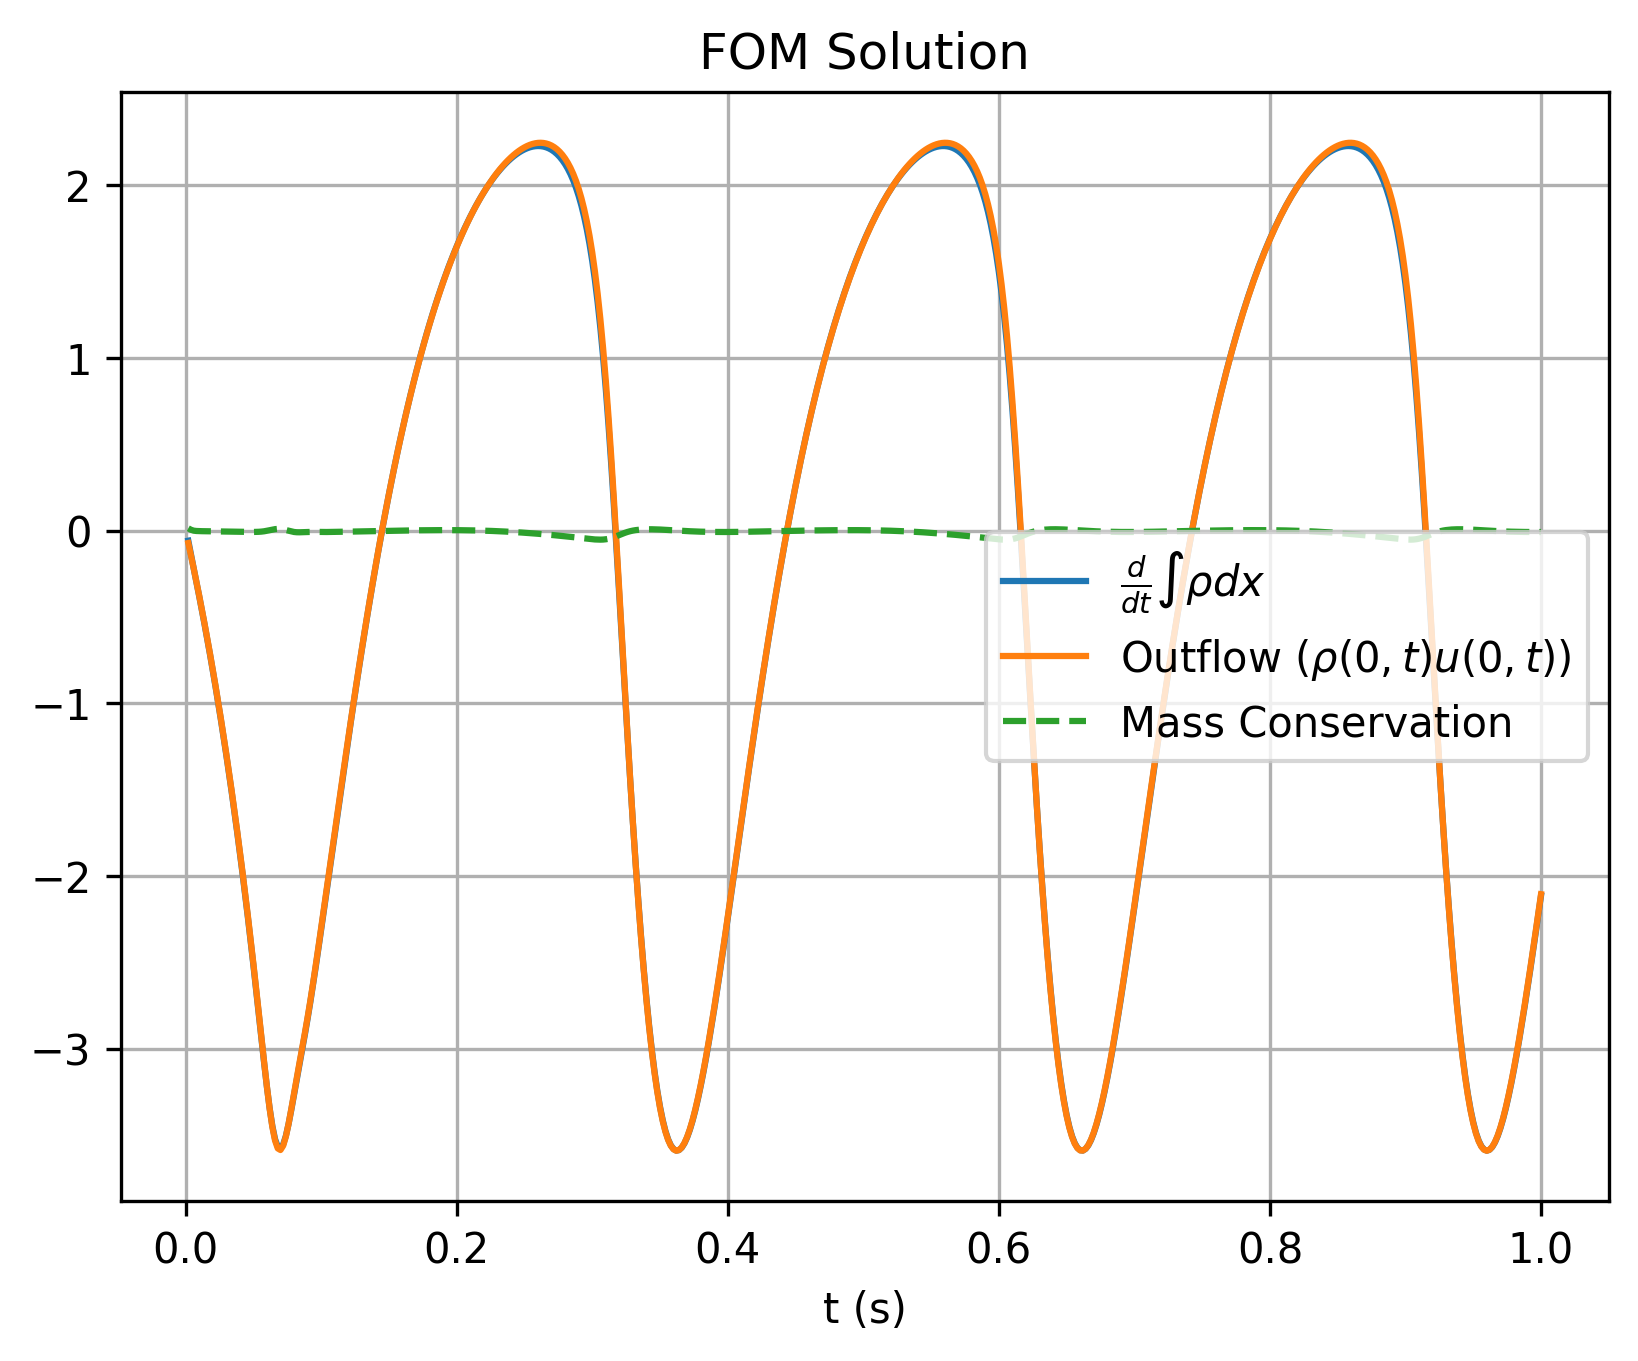 FOM Solution
2
1
0
−1
−2
−3
d/dt ∫ρdx
Outflow (ρ(0, t)u(0, t))
Mass Conservation
0.0 0.2 0.4 0.6 0.8 1.0
t (s)